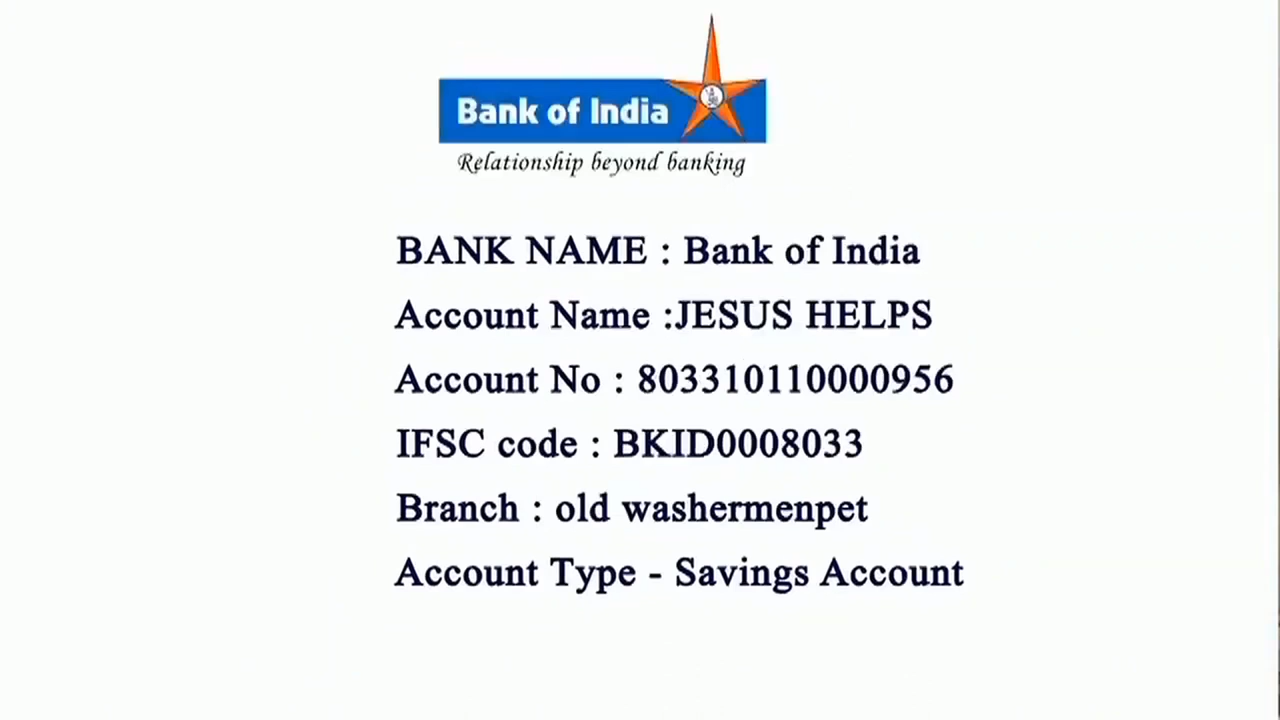 Bank of India
Relationship beyond banking
BANK NAME : Bank of India
Account Name :JESUS HELPS
Account No : 803310110000956
IFSC code : BKID0008033
Branch : old washermenpet
Account Type - Savings Account